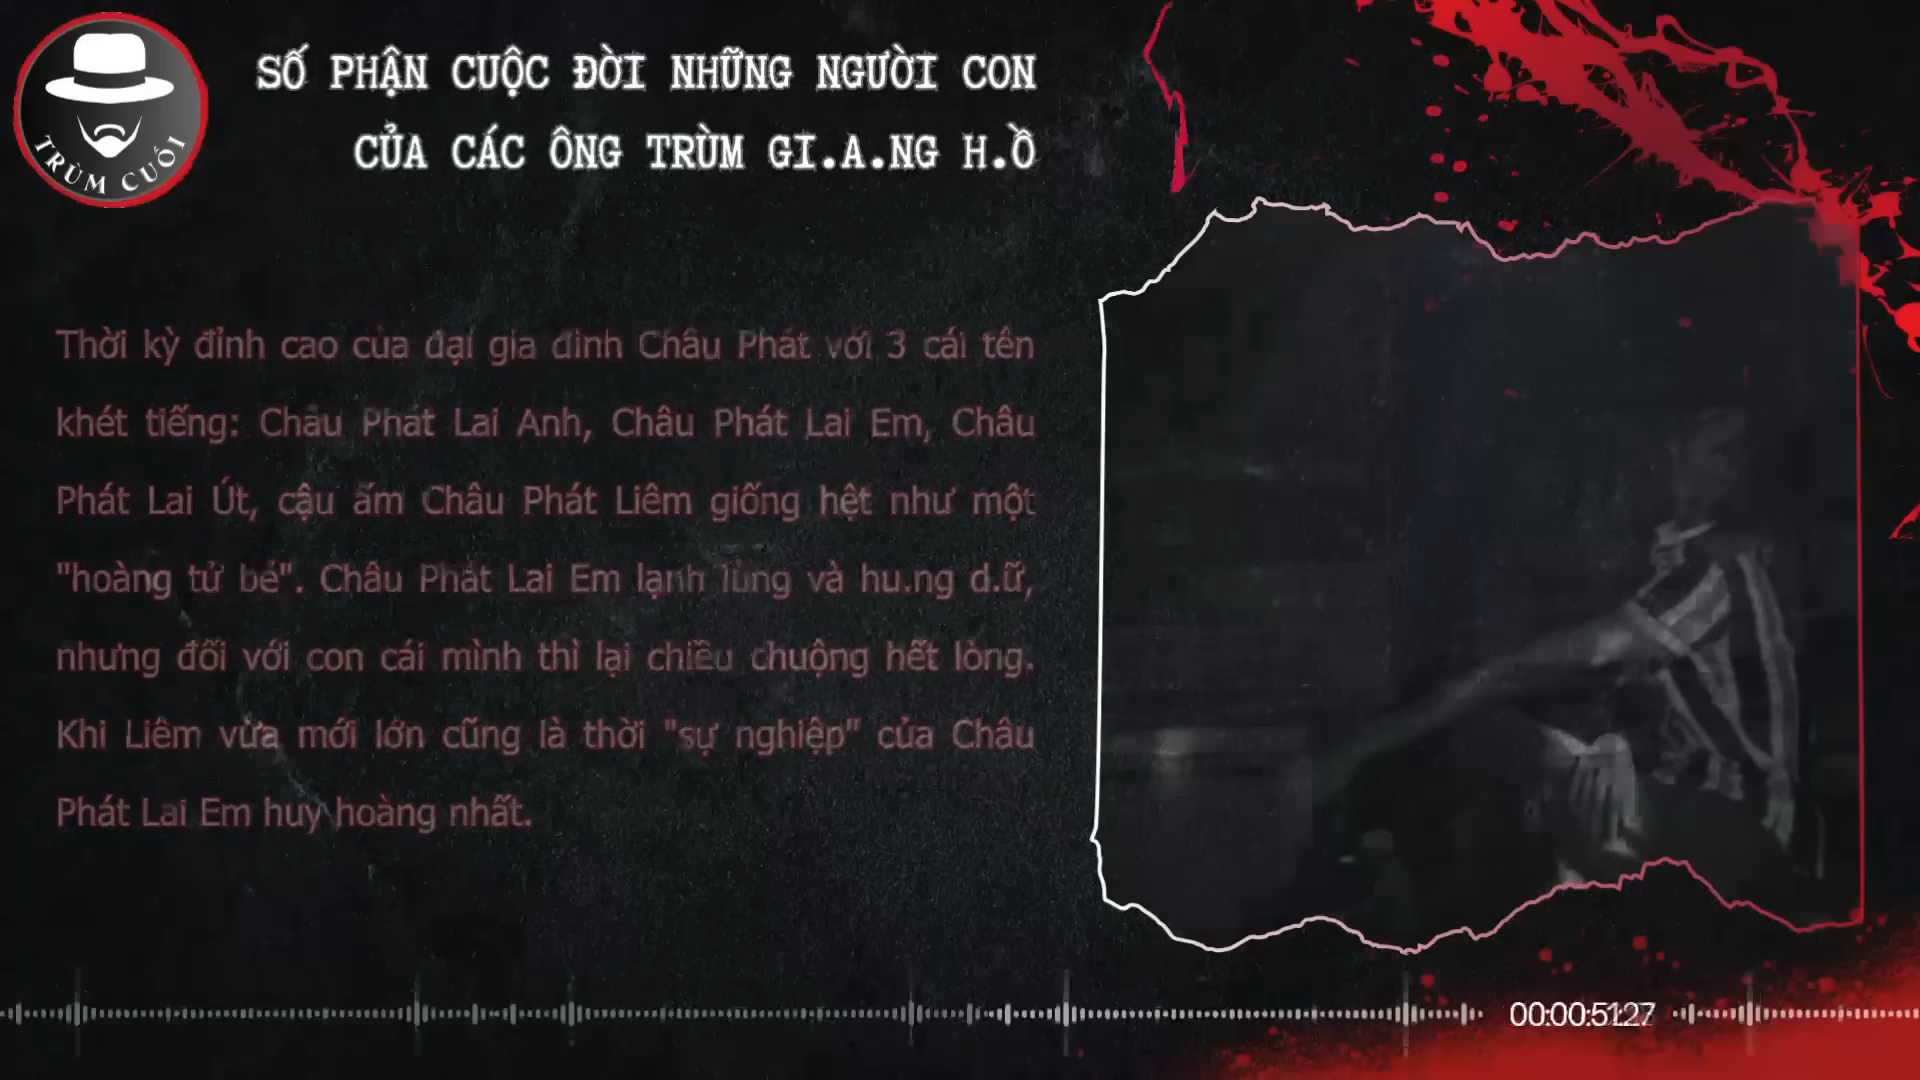 TRÙM CUỐI
SỐ PHẬN CUỘC ĐỜI NHỮNG NGƯỜI CON
CỦA CÁC ÔNG TRÙM GI.A.NG H.Ồ
Thời kỳ đỉnh cao của đại gia đình Châu Phát với 3 cái tên
khét tiếng: Châu Phát Lai Anh, Châu Phát Lai Em, Châu
Phát Lai Út, cậu ấm Châu Phát Liêm giống hệt như một
"hoàng tử bé". Châu Phát Lai Em lạnh lùng và hu.ng d.ữ,
nhưng đối với con cái mình thì lại chiều chuộng hết lòng.
Khi Liêm vừa mới lớn cũng là thời "sự nghiệp" của Châu
Phát Lai Em huy hoàng nhất.
00:00:51:27